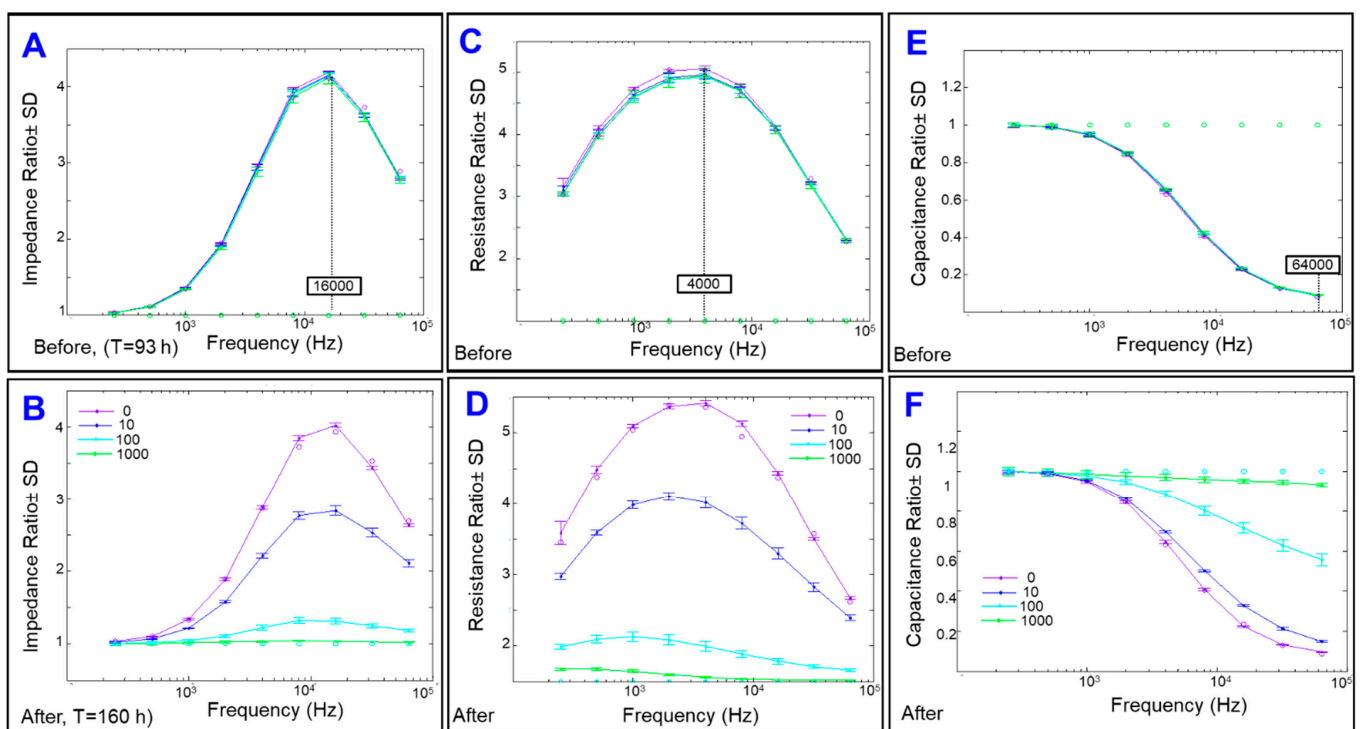 A
Impedance Ratio± SD
4
3
2
1
16000
10³
10⁴
10⁵
Before, (T=93 h)
Frequency (Hz)
C
Resistance Ratio± SD
5
4
3
2
4000
10³
10⁴
10⁵
Before
Frequency (Hz)
E
Capacitance Ratio± SD
1.2
1
0.8
0.6
0.4
0.2
64000
10³
10⁴
10⁵
Frequency (Hz)
Before
B
Impedance Ratio± SD
4
3
2
1
0
10
100
1000
10³
10⁴
10⁵
After, T=160 h)
Frequency (Hz)
D
Resistance Ratio± SD
5
4
3
2
0
10
100
1000
10³
10⁴
10⁵
After
Frequency (Hz)
F
Capacitance Ratio± SD
1.2
1
0.8
0.6
0.4
0.2
0
10
100
1000
10³
10⁴
10⁵
Frequency (Hz)
After